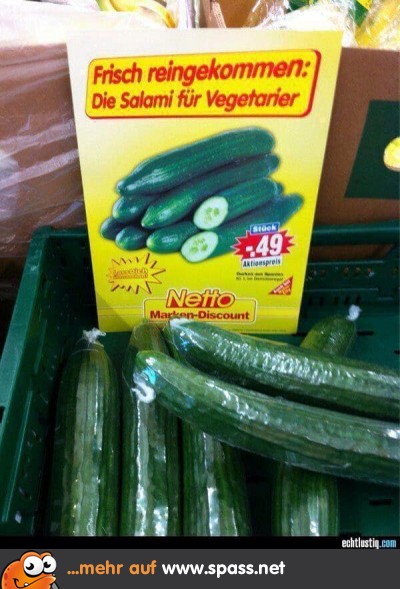 Frisch reingekommen:
Die Salami für Vegetarier
Stück
-.49
Aktionspreis
Netto
Marken-Discount
echtlustig.com
...mehr auf www.spass.net